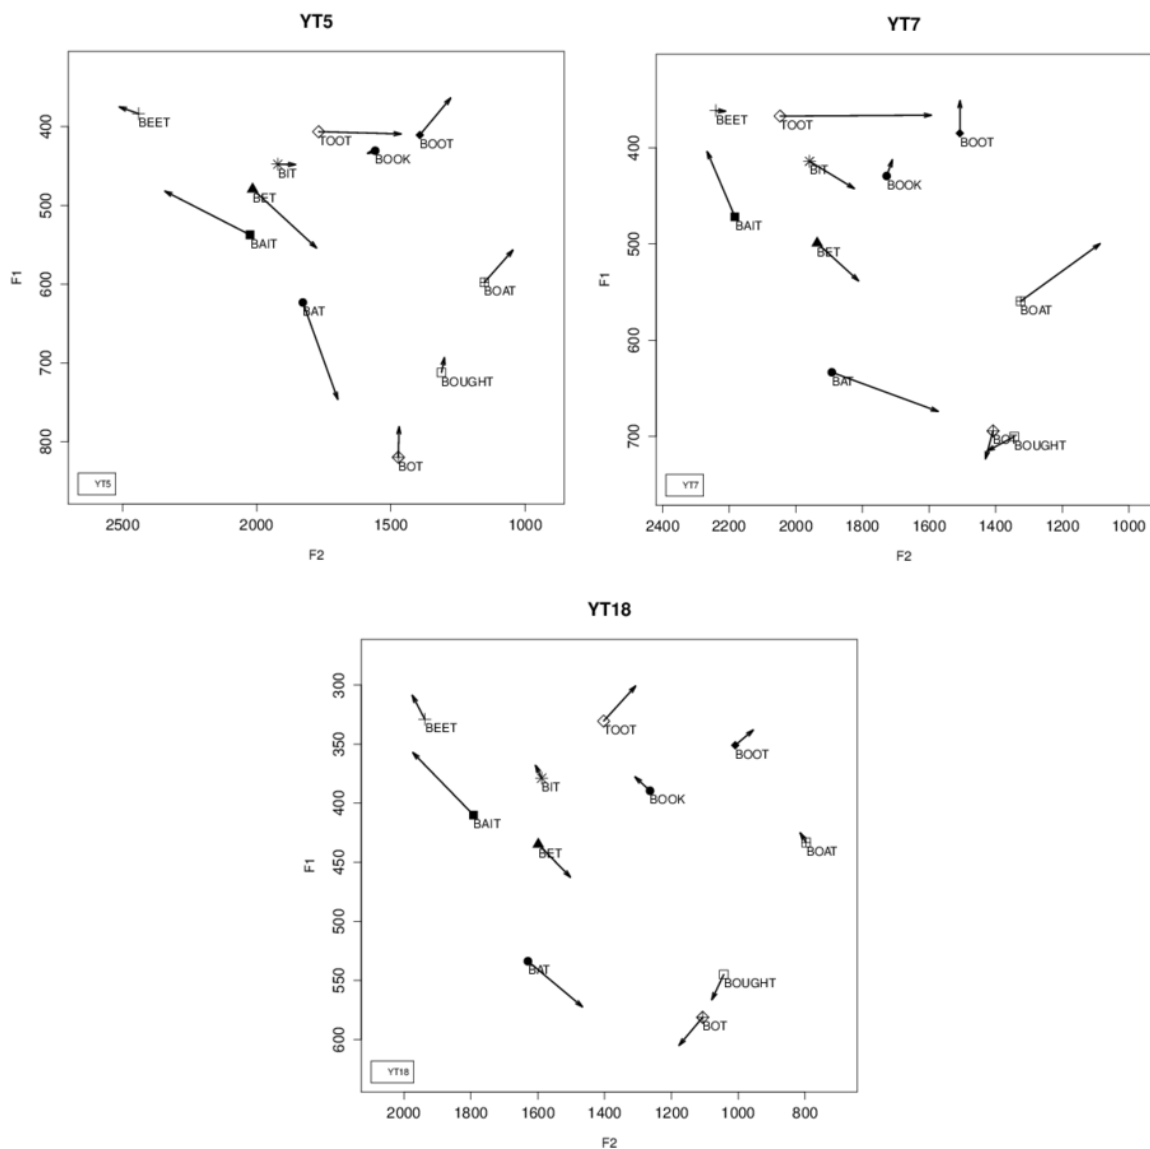 YT5
F1
400
500
600
700
800
BEET
TOOT
BOOT
BOOK
BIT
BET
BAIT
BOAT
BAT
BOUGHT
BOT
YT5
2500 2000 1500 1000
F2
YT7
F1
400
500
600
700
BEET
TOOT
BOOT
BIT
BOOK
BAIT
BET
BOAT
BAT
BOT
BOUGHT
YT7
2400 2200 2000 1800 1600 1400 1200 1000
F2
YT18
F1
300
350
400
450
500
550
600
BEET
TOOT
BOOT
BIT
BOOK
BAIT
BET
BOAT
BAT
BOUGHT
BOT
YT18
2000 1800 1600 1400 1200 1000 800
F2